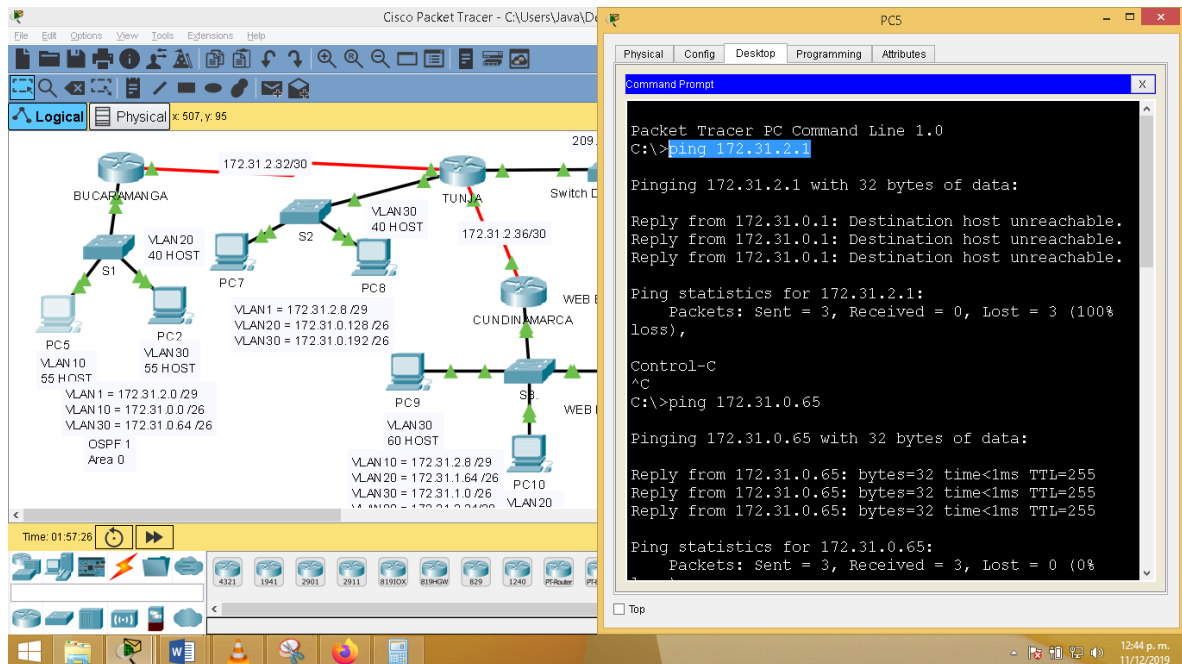 Cisco Packet Tracer - C:\Users\Java\De
File Edit Options View Tools Extensions Help
Logical Physical x: 507, y: 95
209.
172.31.2.32/30
BUCARAMANGA
TUNJA
Switch D
VLAN30
40 HOST
S2
172.31.2.36/30
VLAN20
40 HOST
S1
PC7
PC8
WEB E
VLAN1 = 172.31.2.8 /29
VLAN20 = 172.31.0.128 /26
VLAN30 = 172.31.0.192 /26
CUNDINAMARCA
PC5
PC2
VLAN10
55 HOST
VLAN30
55 HOST
VLAN1 = 172.31.2.0 /29
VLAN10 = 172.31.0.0 /26
VLAN30 = 172.31.0.64 /26
OSPF 1
Area 0
PC9
S3.
WEB I
VLAN30
60 HOST
VLAN 10 = 172.31.2.8 /29
VLAN20 = 172.31.1.64 /26
VLAN30 = 172.31.1.0 /26
PC10
VLAN20
Time: 01:57:26
4321 1941 2901 2911 819IOX 819HGW 829 1240 PT-Router
PC5
Physical Config Desktop Programming Attributes
Command Prompt X
Packet Tracer PC Command Line 1.0
C:\>ping 172.31.2.1
Pinging 172.31.2.1 with 32 bytes of data:
Reply from 172.31.0.1: Destination host unreachable.
Reply from 172.31.0.1: Destination host unreachable.
Reply from 172.31.0.1: Destination host unreachable.
Ping statistics for 172.31.2.1:
Packets: Sent = 3, Received = 0, Lost = 3 (100%
loss),
Control-C
^C
C:\>ping 172.31.0.65
Pinging 172.31.0.65 with 32 bytes of data:
Reply from 172.31.0.65: bytes=32 time<1ms TTL=255
Reply from 172.31.0.65: bytes=32 time<1ms TTL=255
Reply from 172.31.0.65: bytes=32 time<1ms TTL=255
Ping statistics for 172.31.0.65:
Packets: Sent = 3, Received = 3, Lost = 0 (0%
Top
12:44 p. m.
11/12/2019